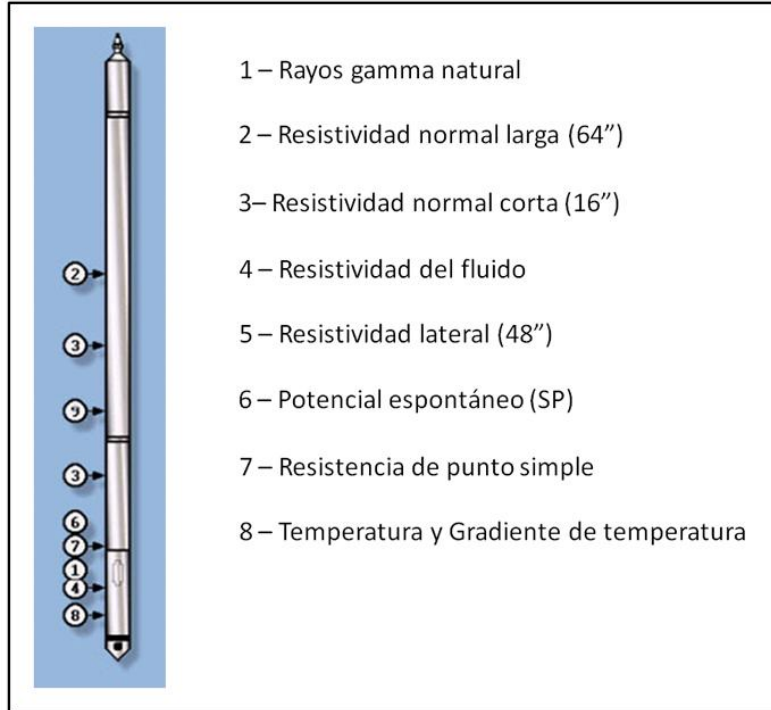 1 – Rayos gamma natural
2 – Resistividad normal larga (64”)
3– Resistividad normal corta (16”)
4 – Resistividad del fluido
5 – Resistividad lateral (48”)
6 – Potencial espontáneo (SP)
7 – Resistencia de punto simple
8 – Temperatura y Gradiente de temperatura
2
3
9
3
6
7
1
4
8